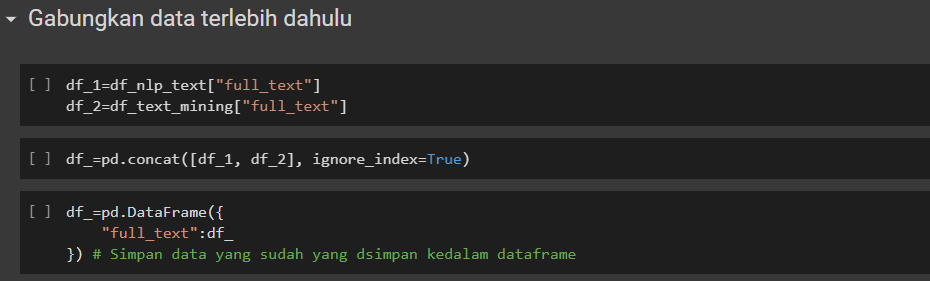 Gabungkan data terlebih dahulu
[ ] df_1=df_nlp_text["full_text"]
df_2=df_text_mining["full_text"]
[ ] df_=pd.concat([df_1, df_2], ignore_index=True)
[ ] df_=pd.DataFrame({
"full_text":df_
}) # Simpan data yang sudah yang dsimpan kedalam dataframe